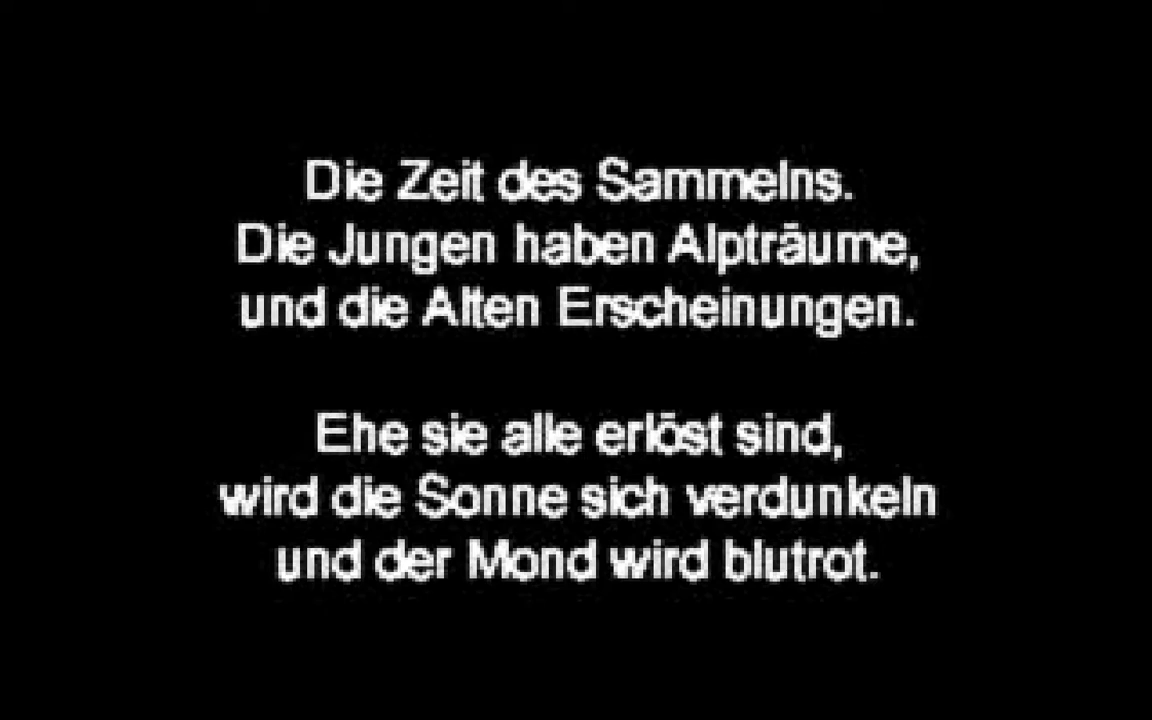 Die Zeit des Sammelns.
Die Jungen haben Alpträume,
und die Alten Erscheinungen.
Ehe sie alle erlöst sind,
wird die Sonne sich verdunkeln
und der Mond wird blutrot.